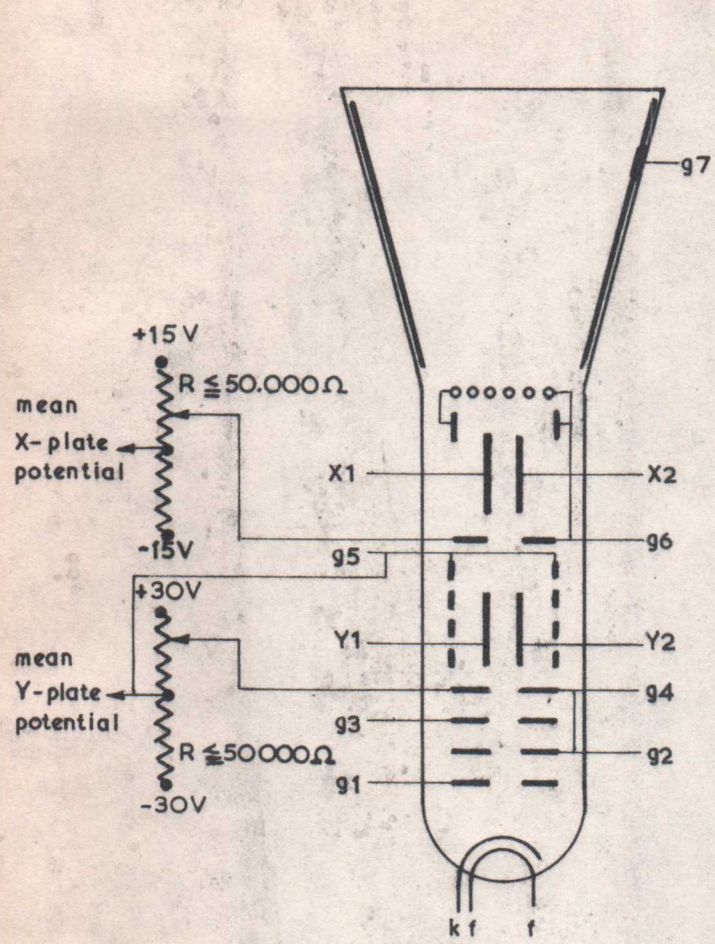 g7
+15V
R ≦ 50.000Ω
mean
X-plate
potential
X1
X2
-15V
g6
g5
+30V
Y1
Y2
mean
Y-plate
potential
g4
g3
R ≦ 50000Ω
g2
g1
-30V
k f f